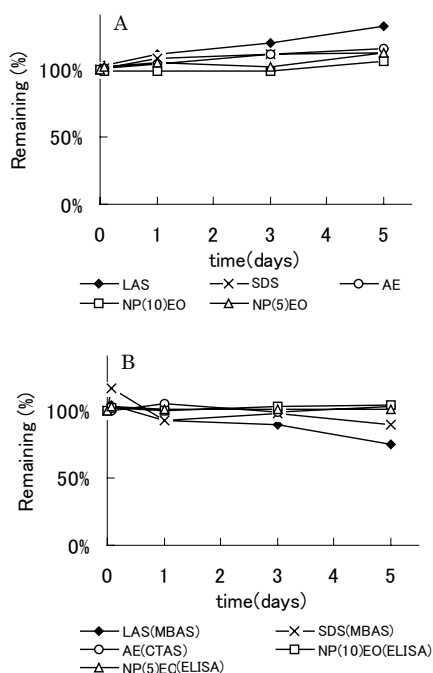 A
Remaining (%)
100%
50%
0%
0 1 2 3 4 5
time(days)
LAS SDS AE
NP(10)EO NP(5)EO
B
Remaining (%)
100%
50%
0%
0 1 2 3 4 5
time(days)
LAS(MBAS) SDS(MBAS)
AE(CTAS) NP(10)EO(ELISA)
NP(5)EO(ELISA)